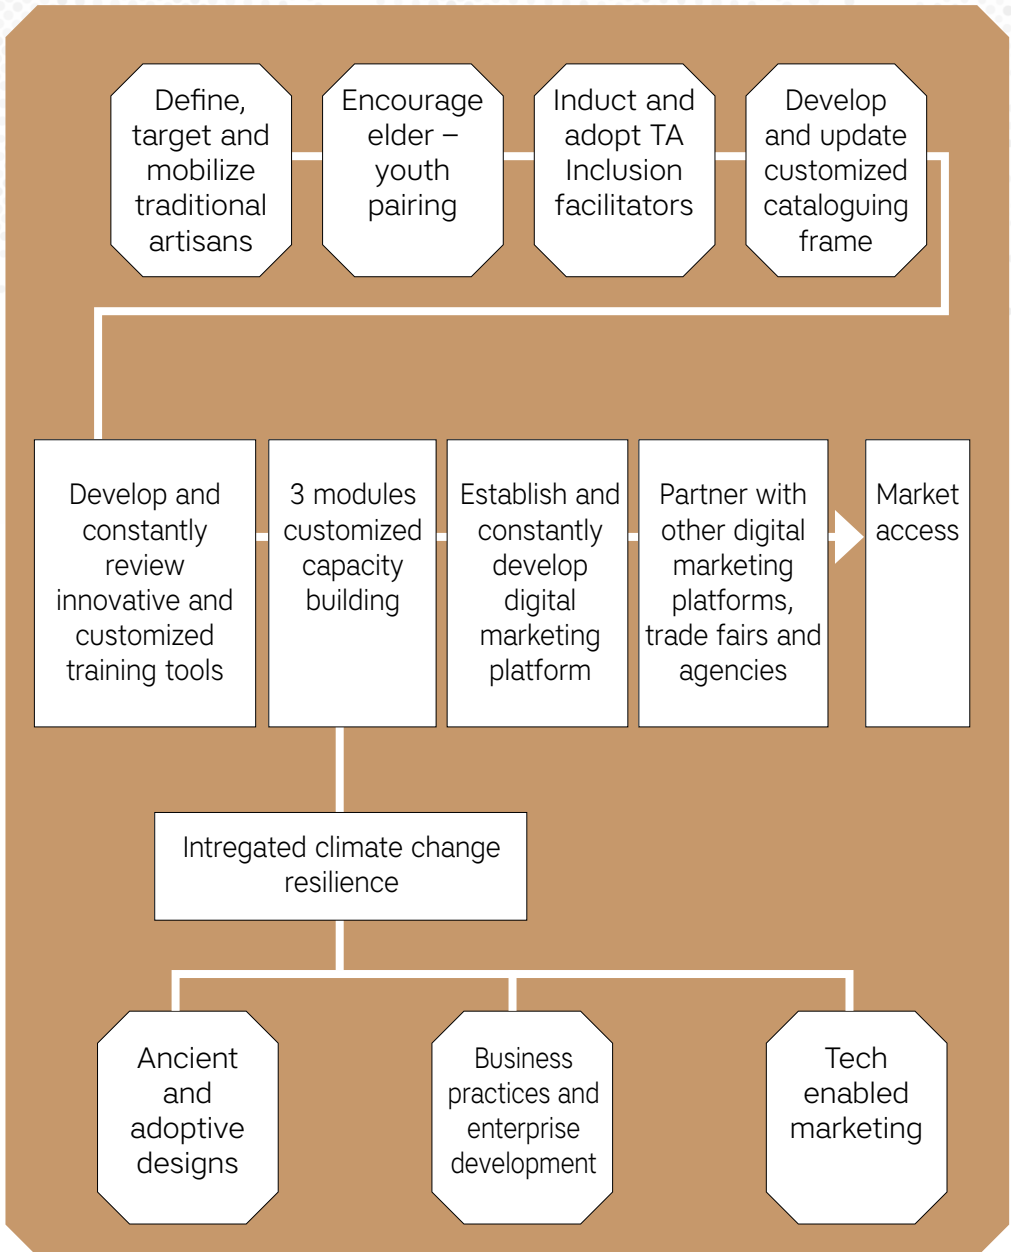 Define,
target and
mobilize
traditional
artisans
Encourage
elder –
youth
pairing
Induct and
adopt TA
Inclusion
facilitators
Develop
and update
customized
cataloguing
frame
Develop and
constantly
review
innovative and
customized
training tools
3 modules
customized
capacity
building
Establish and
constantly
develop
digital
marketing
platform
Partner with
other digital
marketing
platforms,
trade fairs and
agencies
Market
access
Intregated climate change
resilience
Ancient
and
adoptive
designs
Business
practices and
enterprise
development
Tech
enabled
marketing